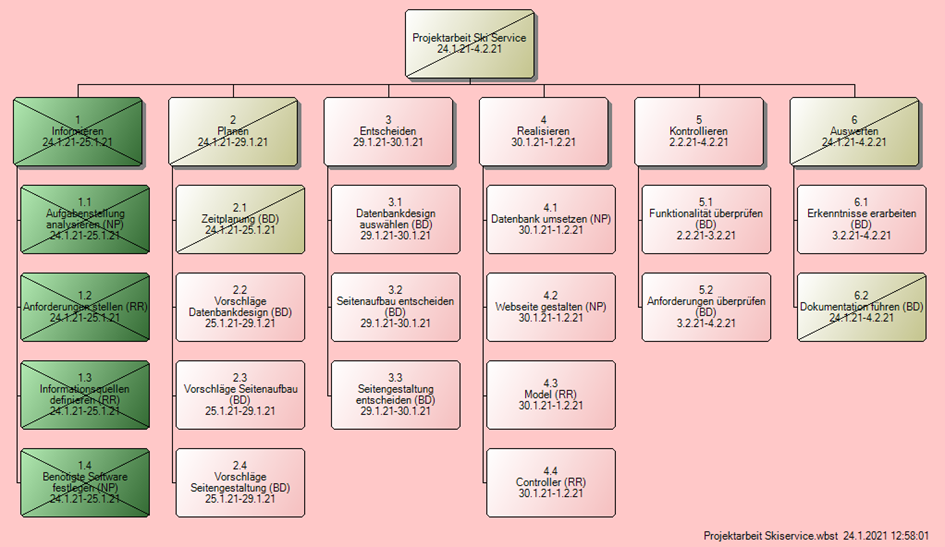 Projektarbeit Ski Service
24.1.21-4.2.21
1
Informieren
24.1.21-25.1.21
2
Planen
24.1.21-29.1.21
3
Entscheiden
29.1.21-30.1.21
4
Realisieren
30.1.21-1.2.21
5
Kontrollieren
2.2.21-4.2.21
6
Auswerten
24.1.21-4.2.21
1.1
Aufgabenstellung
analysieren (NP)
24.1.21-25.1.21
2.1
Zeitplanung (BD)
24.1.21-25.1.21
3.1
Datenbankdesign
auswählen (BD)
29.1.21-30.1.21
4.1
Datenbank umsetzen (NP)
30.1.21-1.2.21
5.1
Funktionalität überprüfen
(BD)
2.2.21-3.2.21
6.1
Erkenntnisse erarbeiten
(BD)
3.2.21-4.2.21
1.2
Anforderungen stellen (RR)
24.1.21-25.1.21
2.2
Vorschläge
Datenbankdesign (BD)
25.1.21-29.1.21
3.2
Seitenaufbau entscheiden
(BD)
29.1.21-30.1.21
4.2
Webseite gestalten (NP)
30.1.21-1.2.21
5.2
Anforderungen überprüfen
(BD)
3.2.21-4.2.21
6.2
Dokumentation führen (BD)
24.1.21-4.2.21
1.3
Informationsquellen
definieren (RR)
24.1.21-25.1.21
2.3
Vorschläge Seitenaufbau
(BD)
25.1.21-29.1.21
3.3
Seitengestaltung
entscheiden (BD)
29.1.21-30.1.21
4.3
Model (RR)
30.1.21-1.2.21
1.4
Benötigte Software
festlegen (NP)
24.1.21-25.1.21
2.4
Vorschläge
Seitengestaltung (BD)
25.1.21-29.1.21
4.4
Controller (RR)
30.1.21-1.2.21
Projektarbeit Skiservice.wbst 24.1.2021 12:58:01